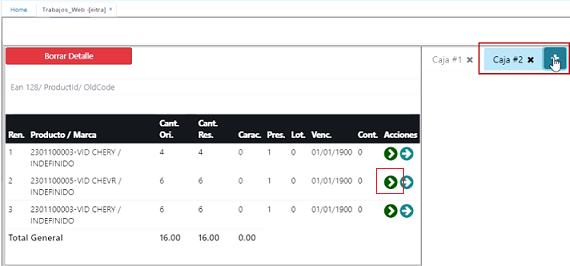 Home Trabajos_Web -[extra] ×
Borrar Detalle
Caja #1 ✖ Caja #2 ✖
Ean 128/ ProductId/ OldCode
Ren. Producto / Marca Cant. Ori. Cant. Res. Carac. Pres. Lot. Venc. Cont. Acciones
1 2301100003-VID CHERY / INDEFINIDO 4 4 0 1 0 01/01/1900 0
2 2301100005-VID CHEVR / INDEFINIDO 6 6 0 1 0 01/01/1900 0
3 2301100003-VID CHERY / INDEFINIDO 6 6 0 1 0 01/01/1900 0
Total General 16.00 16.00 0.00